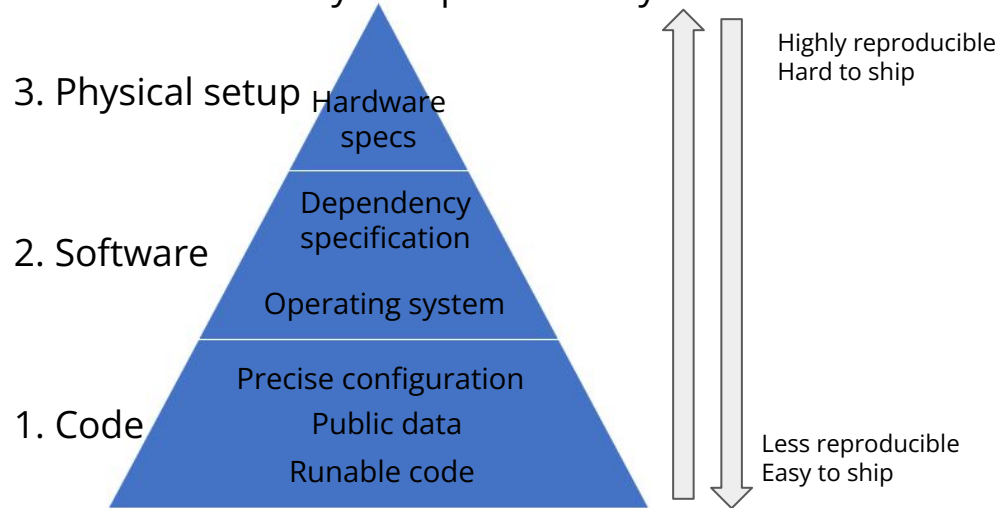 3. Physical setup
Hardware
specs
Highly reproducible
Hard to ship
2. Software
Dependency
specification
Operating system
1. Code
Precise configuration
Public data
Runable code
Less reproducible
Easy to ship